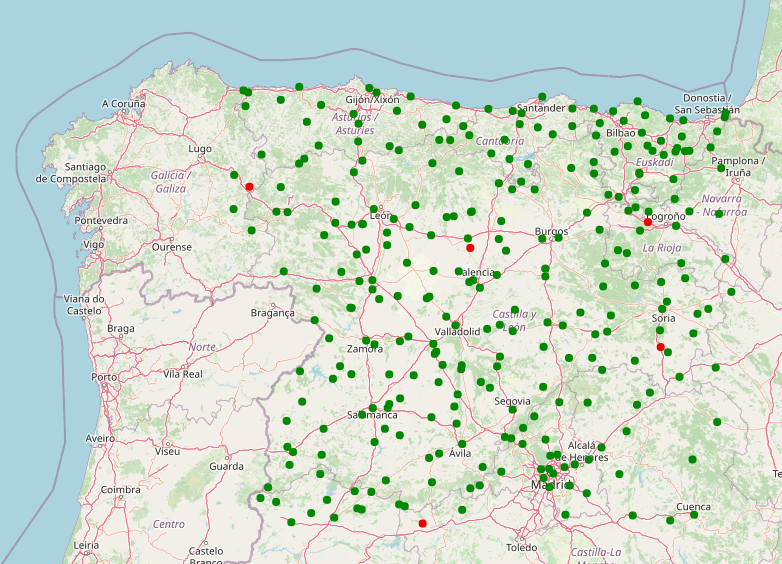 A Coruña
Gijón/Xixón
Santander
Donostia /
San Sebastián
Asturias /
Asturies
Bilbao
Cantabria
Lugo
Euskadi
Pamplona /
Iruña
Santiago
de Compostela
Galicia /
Galiza
Navarra
- Navarroa
León
Logroño
Pontevedra
Burgos
Vigo
Ourense
La Rioja
Palencia
Viana do
Castelo
Bragança
Castilla y
León
Soria
Braga
Valladolid
Norte
Zamora
Porto
Vila Real
Segovia
Salamanca
Aveiro
Viseu
Guarda
Ávila
Alcalá
de Henares
Madrid
Coimbra
Cuenca
Centro
Leiria
Castelo
Branco
Toledo
Castilla-La